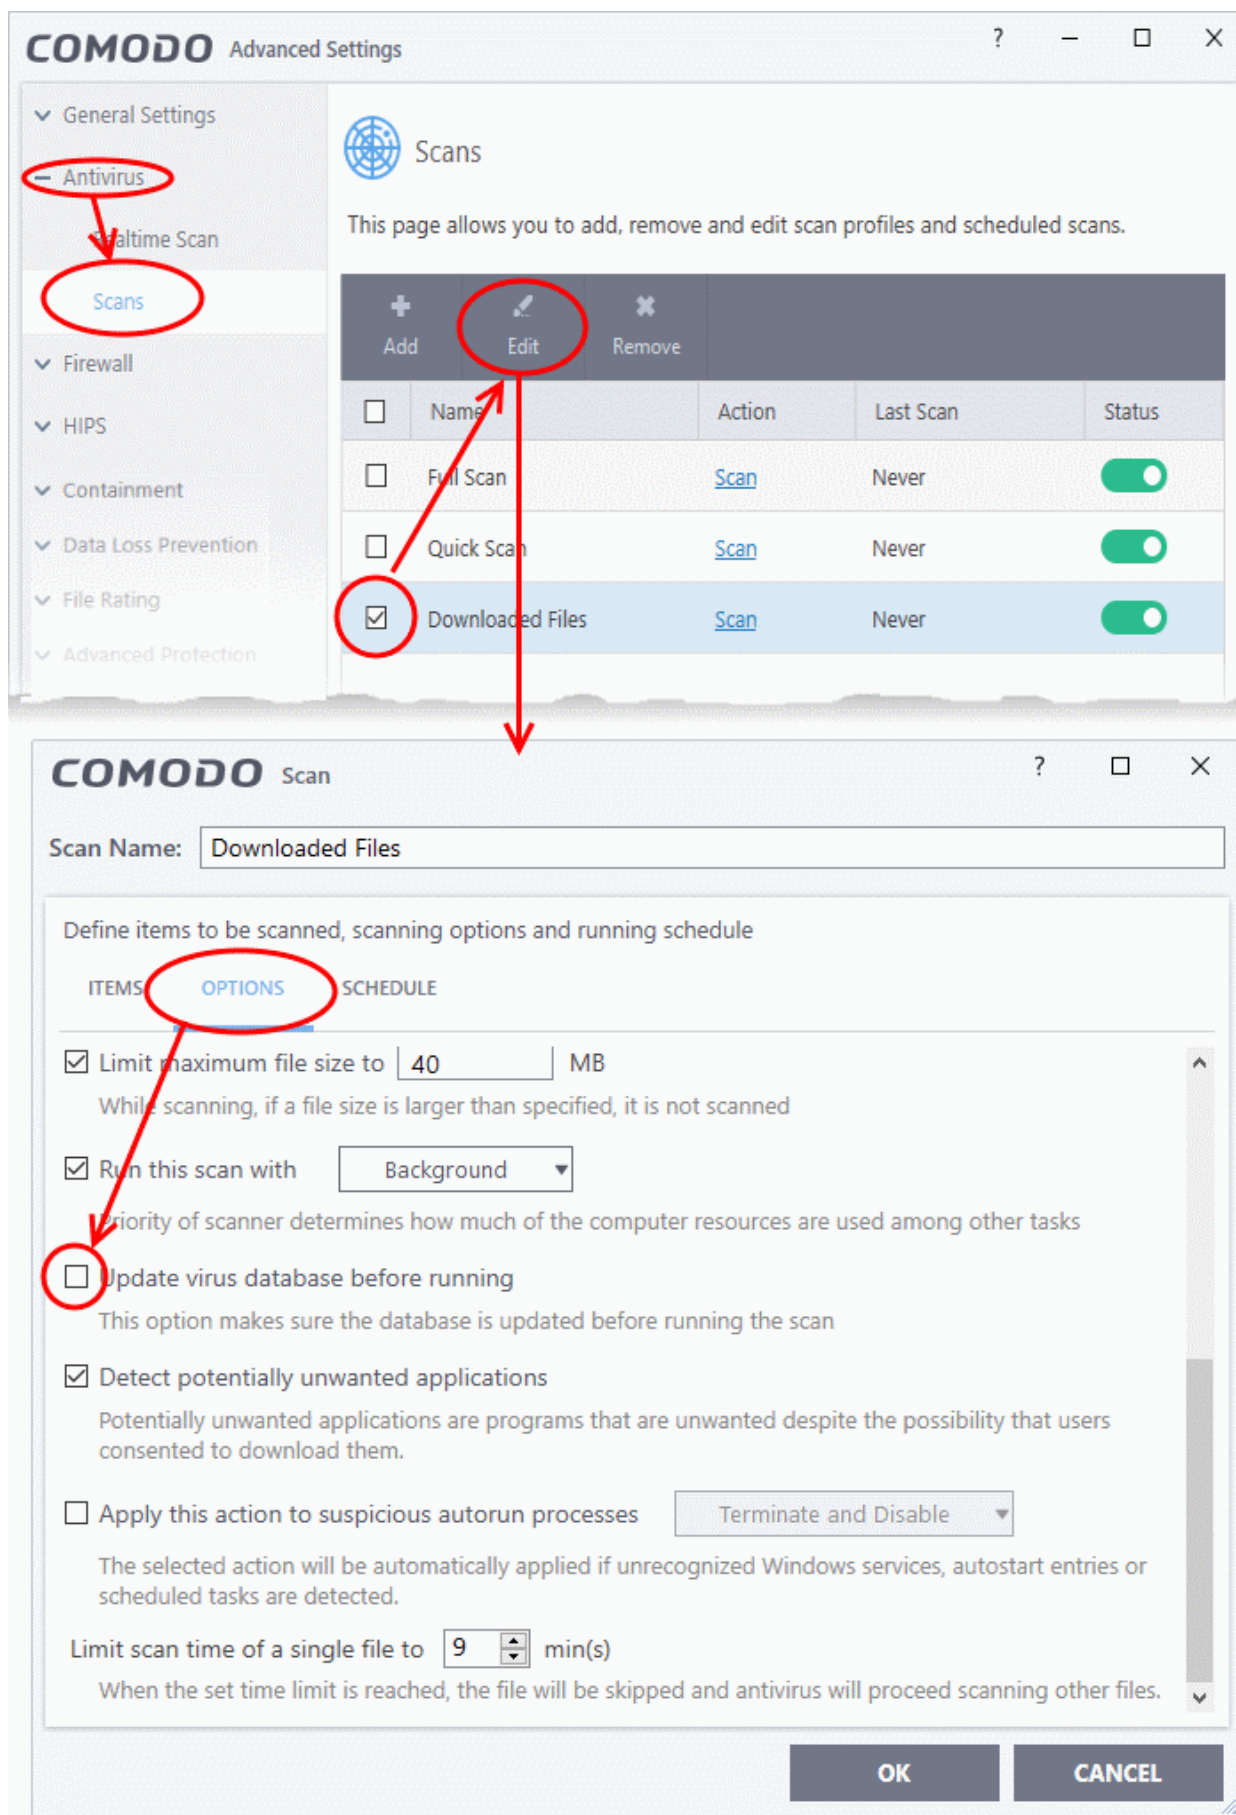 COMODO Advanced Settings ?
General Settings
Antivirus
Realtime Scan
Scans
Firewall
HIPS
Containment
Data Loss Prevention
File Rating
Advanced Protection
Scans
This page allows you to add, remove and edit scan profiles and scheduled scans.
Add Edit Remove
Name Action Last Scan Status
Full Scan Scan Never
Quick Scan Scan Never
Downloaded Files Scan Never
COMODO Scan ?
Scan Name: Downloaded Files
Define items to be scanned, scanning options and running schedule
ITEMS OPTIONS SCHEDULE
Limit maximum file size to 40 MB
While scanning, if a file size is larger than specified, it is not scanned
Run this scan with Background
Priority of scanner determines how much of the computer resources are used among other tasks
Update virus database before running
This option makes sure the database is updated before running the scan
Detect potentially unwanted applications
Potentially unwanted applications are programs that are unwanted despite the possibility that users
consented to download them.
Apply this action to suspicious autorun processes Terminate and Disable
The selected action will be automatically applied if unrecognized Windows services, autostart entries or
scheduled tasks are detected.
Limit scan time of a single file to 9 min(s)
When the set time limit is reached, the file will be skipped and antivirus will proceed scanning other files.
OK CANCEL